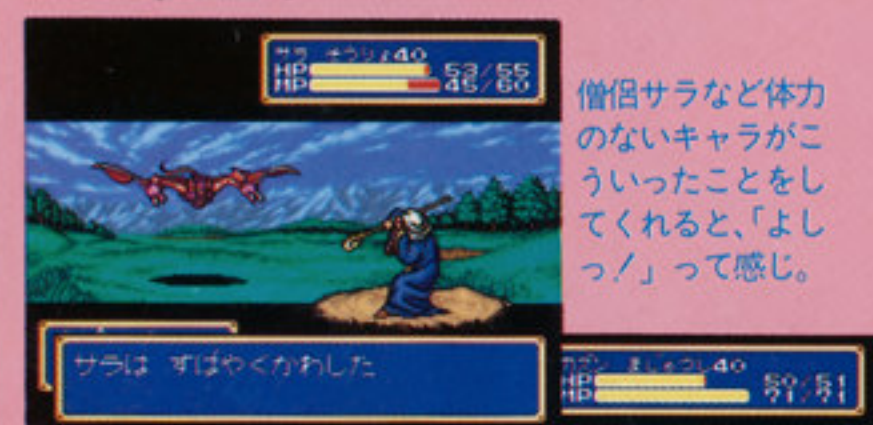 サラ そうりょ40
HP 53/55
MP 45/60
僧侶サラなど体力
のないキャラがこ
ういったことをし
てくれると、「よし
っ！」って感じ。
サラは すばやくかわした
まじゅつし40
HP 50/51
MP 71/71